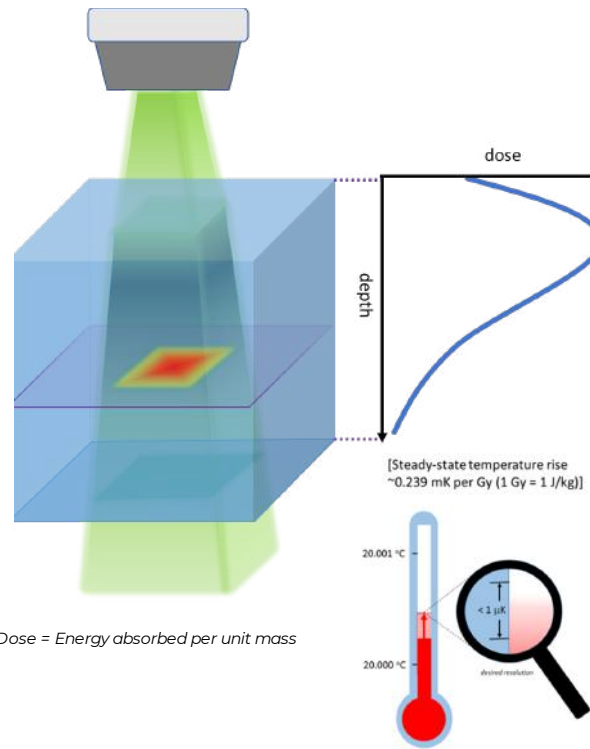 dose
depth
[Steady-state temperature rise
~0.239 mK per Gy (1 Gy = 1 J/kg)]
20.001 °C
< 1 µK
20.000 °C
desired resolution
Dose = Energy absorbed per unit mass